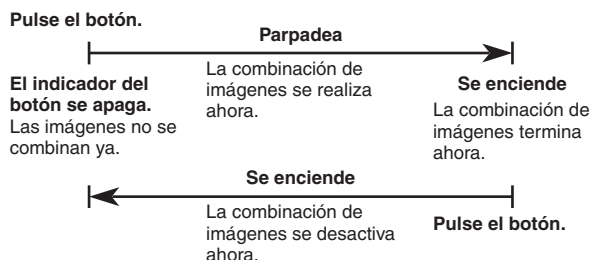 Pulse el botón.
Parpadea
El indicador del
botón se apaga.
Las imágenes no se
combinan ya.
La combinación de
imágenes se realiza
ahora.
Se enciende
La combinación de
imágenes termina
ahora.
Se enciende
La combinación de
imágenes se desactiva
ahora.
Pulse el botón.